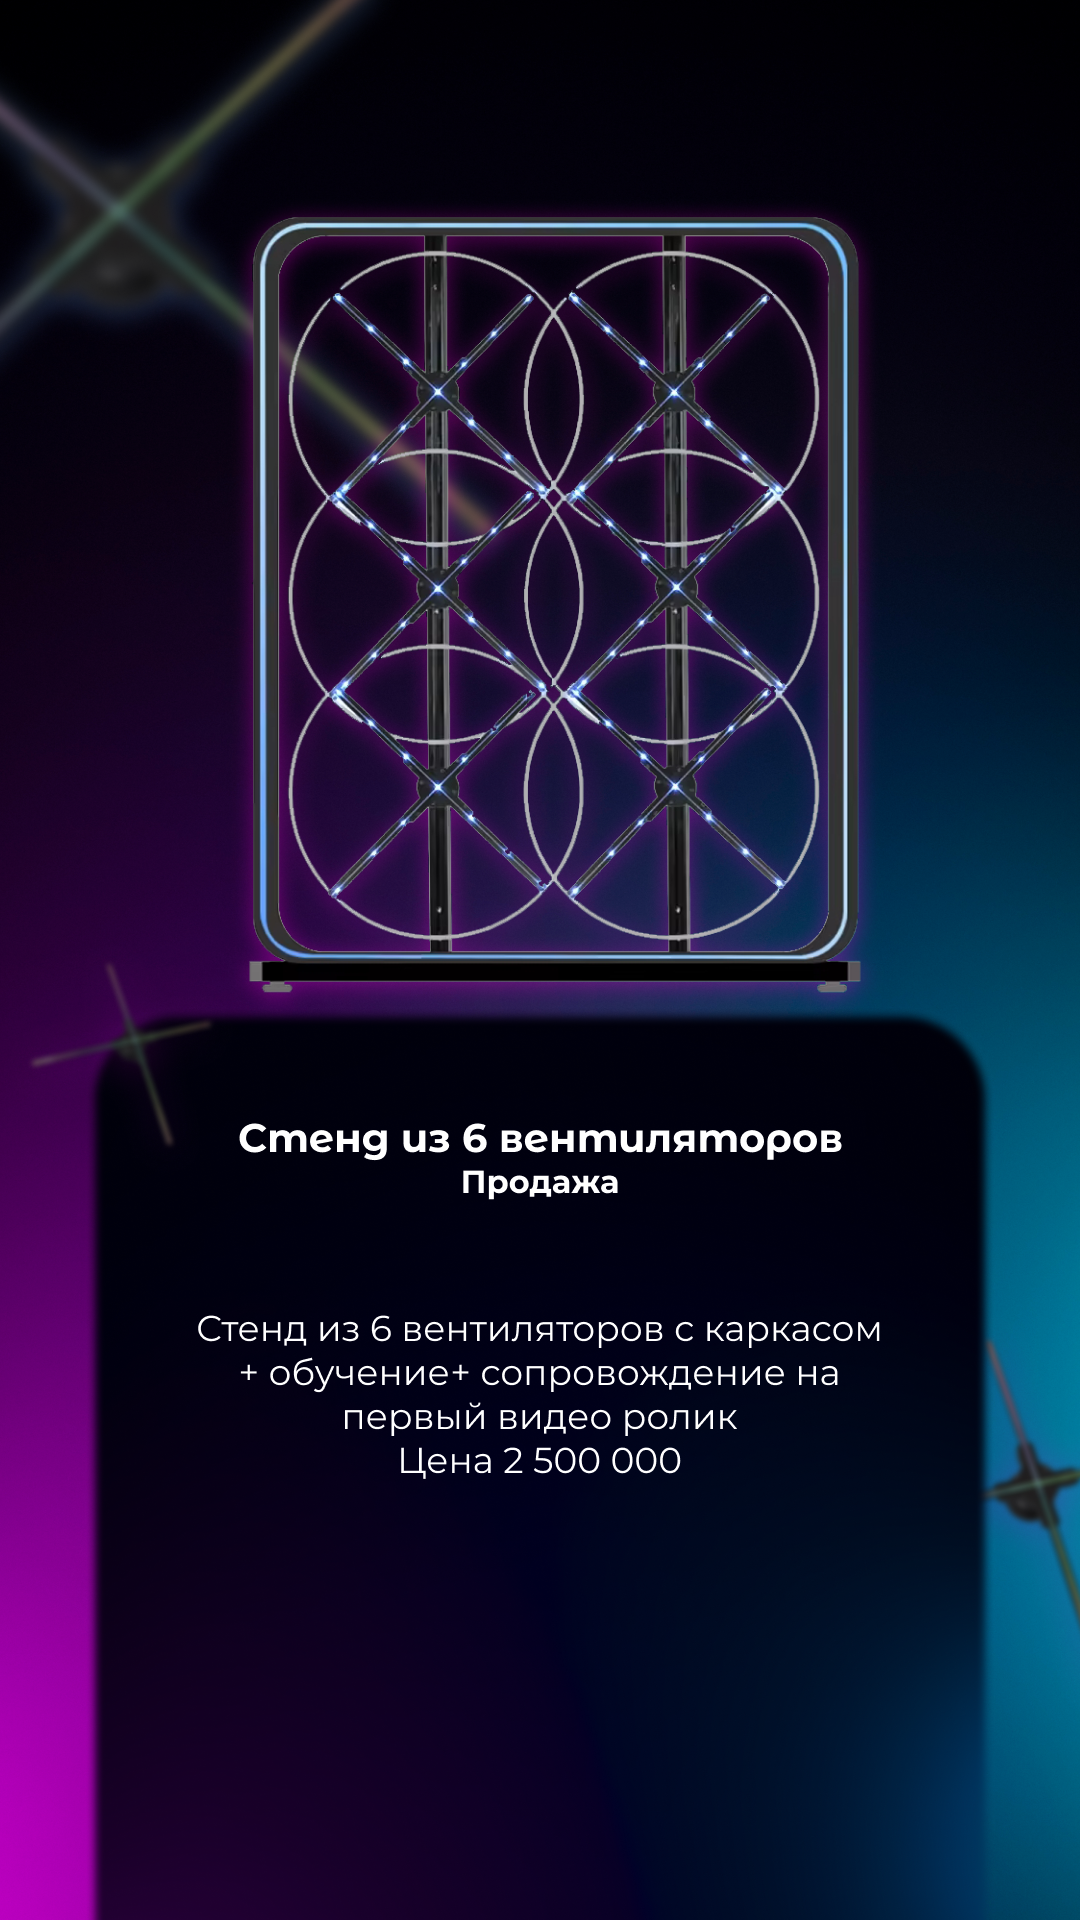 Стенд из 6 вентиляторов
Продажа
Стенд из 6 вентиляторов с каркасом
+ обучение+ сопровождение на
первый видео ролик
Цена 2 500 000